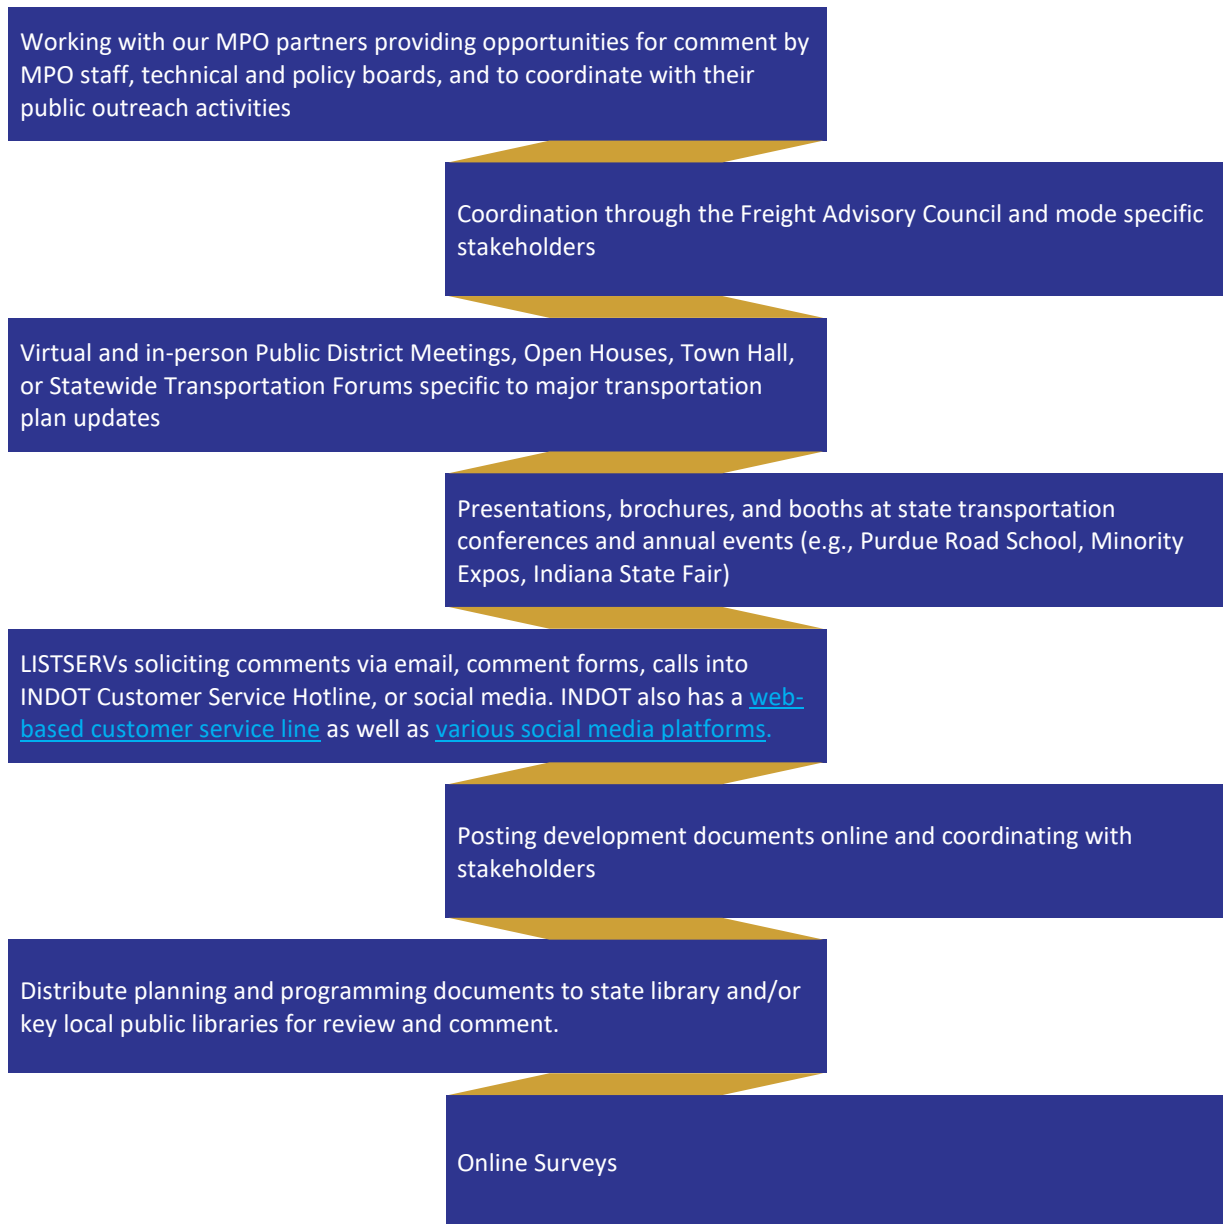 Working with our MPO partners providing opportunities for comment by
MPO staff, technical and policy boards, and to coordinate with their
public outreach activities
Coordination through the Freight Advisory Council and mode specific
stakeholders
Virtual and in-person Public District Meetings, Open Houses, Town Hall,
or Statewide Transportation Forums specific to major transportation
plan updates
Presentations, brochures, and booths at state transportation
conferences and annual events (e.g., Purdue Road School, Minority
Expos, Indiana State Fair)
LISTSERVs soliciting comments via email, comment forms, calls into
INDOT Customer Service Hotline, or social media. INDOT also has a web-
based customer service line as well as various social media platforms.
Posting development documents online and coordinating with
stakeholders
Distribute planning and programming documents to state library and/or
key local public libraries for review and comment.
Online Surveys